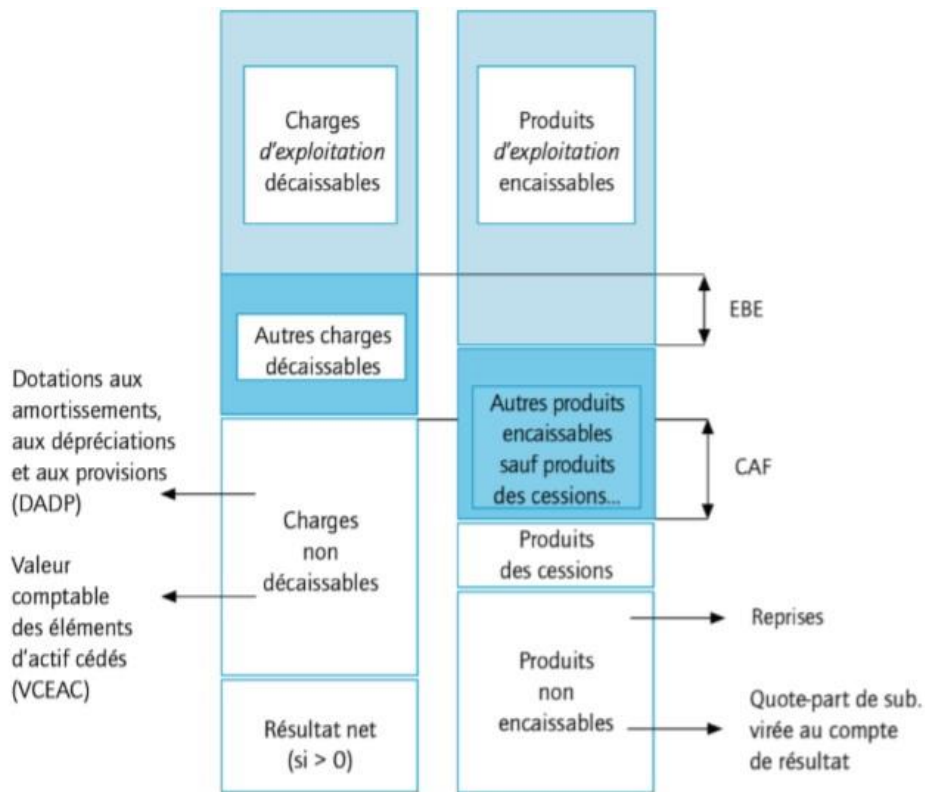 Charges
d'exploitation
décaissables
Produits
d'exploitation
encaissables
EBE
Autres charges
décaissables
Dotations aux
amortissements,
aux dépréciations
et aux provisions
(DADP)
Autres produits
encaissables
sauf produits
des cessions...
CAF
Charges
non
décaissables
Produits
des cessions
Valeur
comptable
des éléments
d'actif cédés
(VCEAC)
Reprises
Produits
non
encaissables
Quote-part de sub.
virée au compte
de résultat
Résultat net
(si > 0)